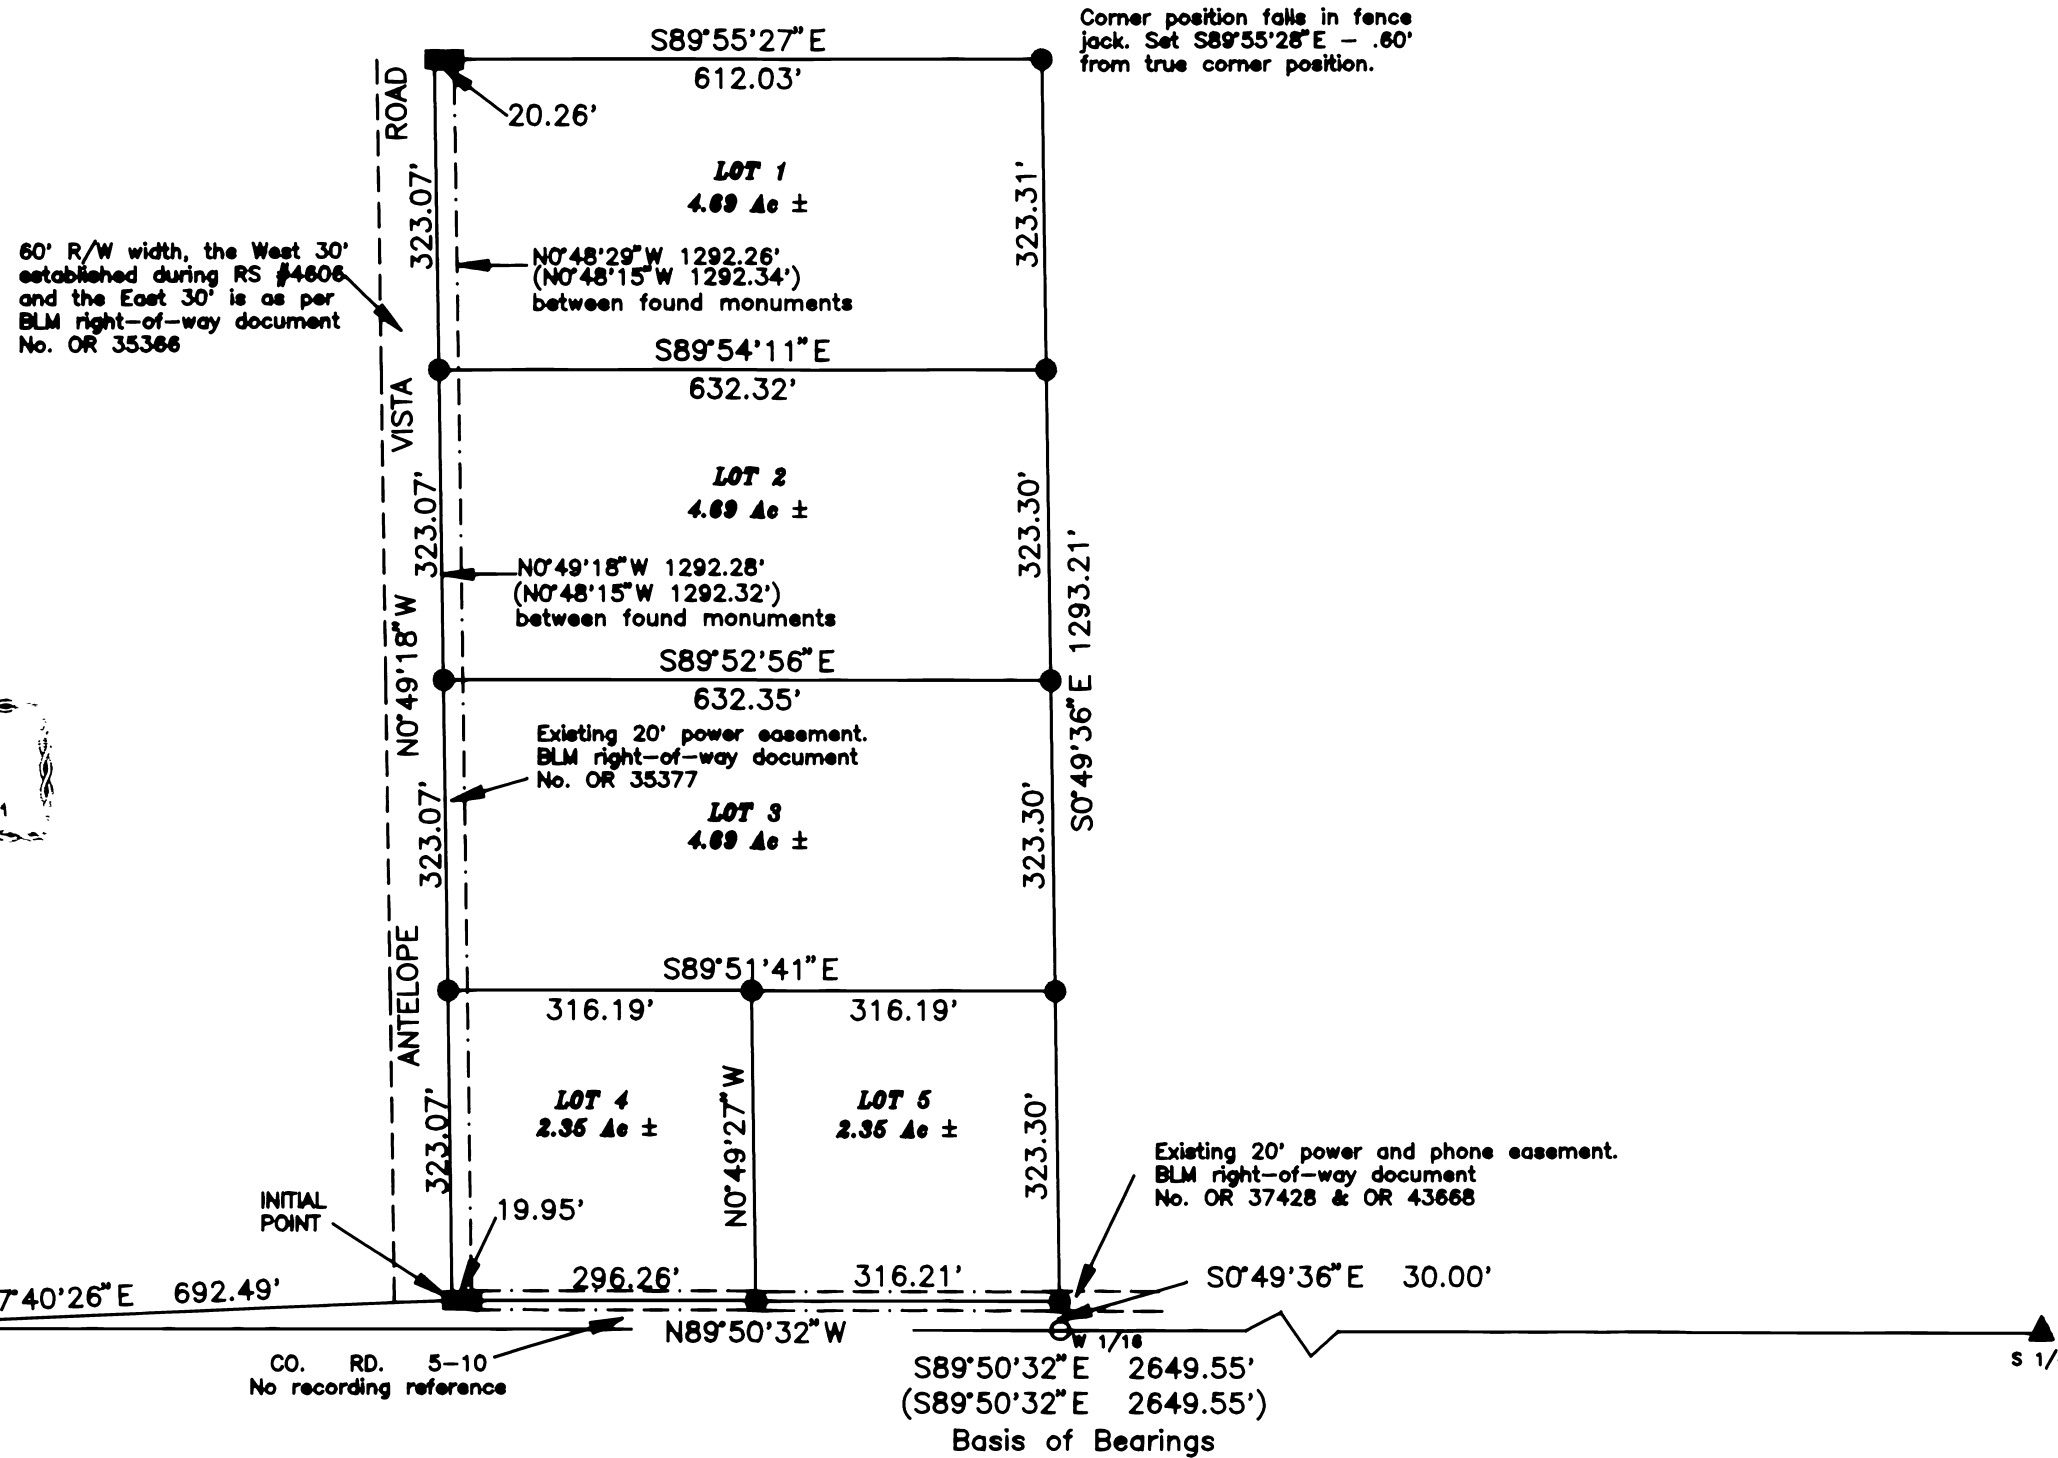 Corner position falls in fence
jack. Set S89°55'28"E - .60'
from true corner position.
S89°55'27"E
612.03'
20.26'
ROAD
LOT 1
4.69 Ac ±
323.07'
323.31'
60' R/W width, the West 30'
established during RS #4606
and the East 30' is as per
BLM right-of-way document
No. OR 35366
N0°48'29"W 1292.26'
(N0°48'15"W 1292.34')
between found monuments
S89°54'11"E
632.32'
VISTA
LOT 2
4.69 Ac ±
323.07'
323.30'
N0°49'18"W 1292.28'
(N0°48'15"W 1292.32')
between found monuments
N0°49'18"W
S0°49'36"E 1293.21'
S89°52'56"E
632.35'
Existing 20' power easement.
BLM right-of-way document
No. OR 35377
LOT 3
4.69 Ac ±
323.07'
323.30'
ANTELOPE
S89°51'41"E
316.19'
316.19'
LOT 4
2.35 Ac ±
LOT 5
2.35 Ac ±
323.07'
N0°49'27"W
323.30'
Existing 20' power and phone easement.
BLM right-of-way document
No. OR 37428 & OR 43668
INITIAL
POINT
19.95'
7°40'26"E 692.49'
296.26'
316.21'
S0°49'36"E 30.00'
N89°50'32"W
W 1/16
S 1/
CO. RD. 5-10
No recording reference
S89°50'32"E 2649.55'
(S89°50'32"E 2649.55')
Basis of Bearings